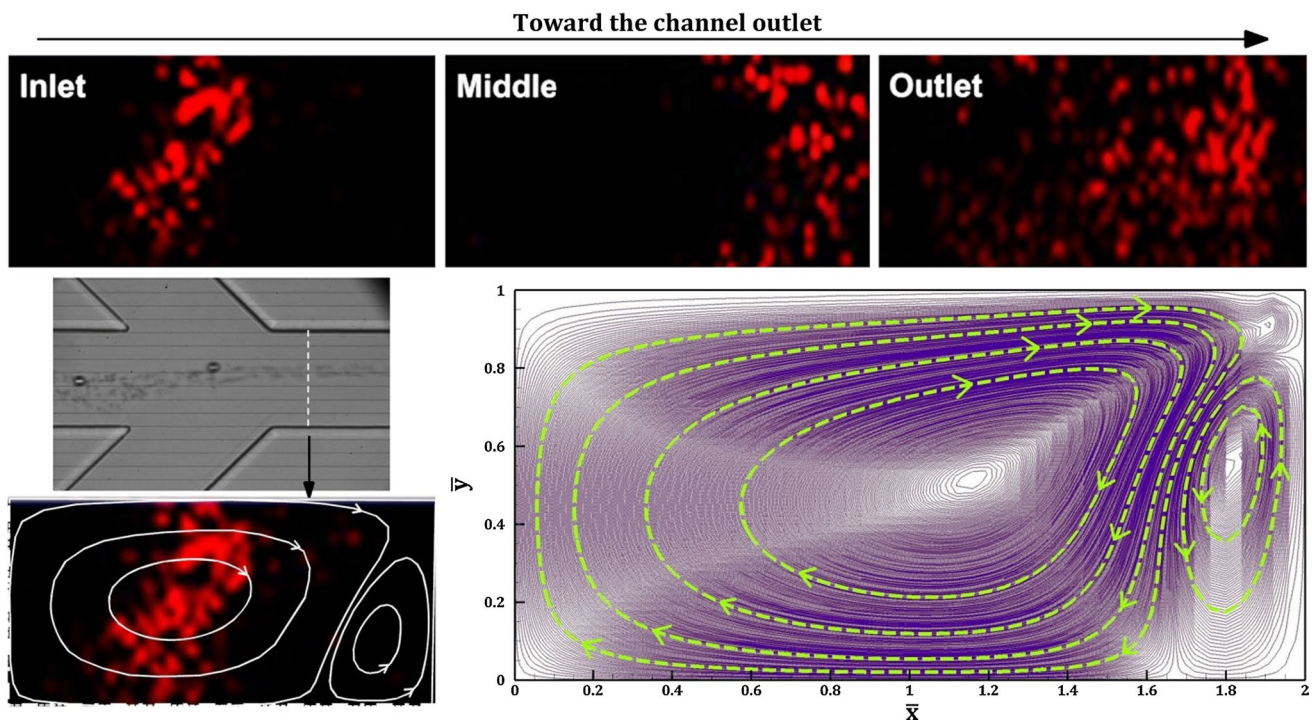 Toward the channel outlet
Inlet
Middle
Outlet
1
0.8
0.6
0.4
0.2
0
y̅
0 0.2 0.4 0.6 0.8 1 1.2 1.4 1.6 1.8 2
x̅